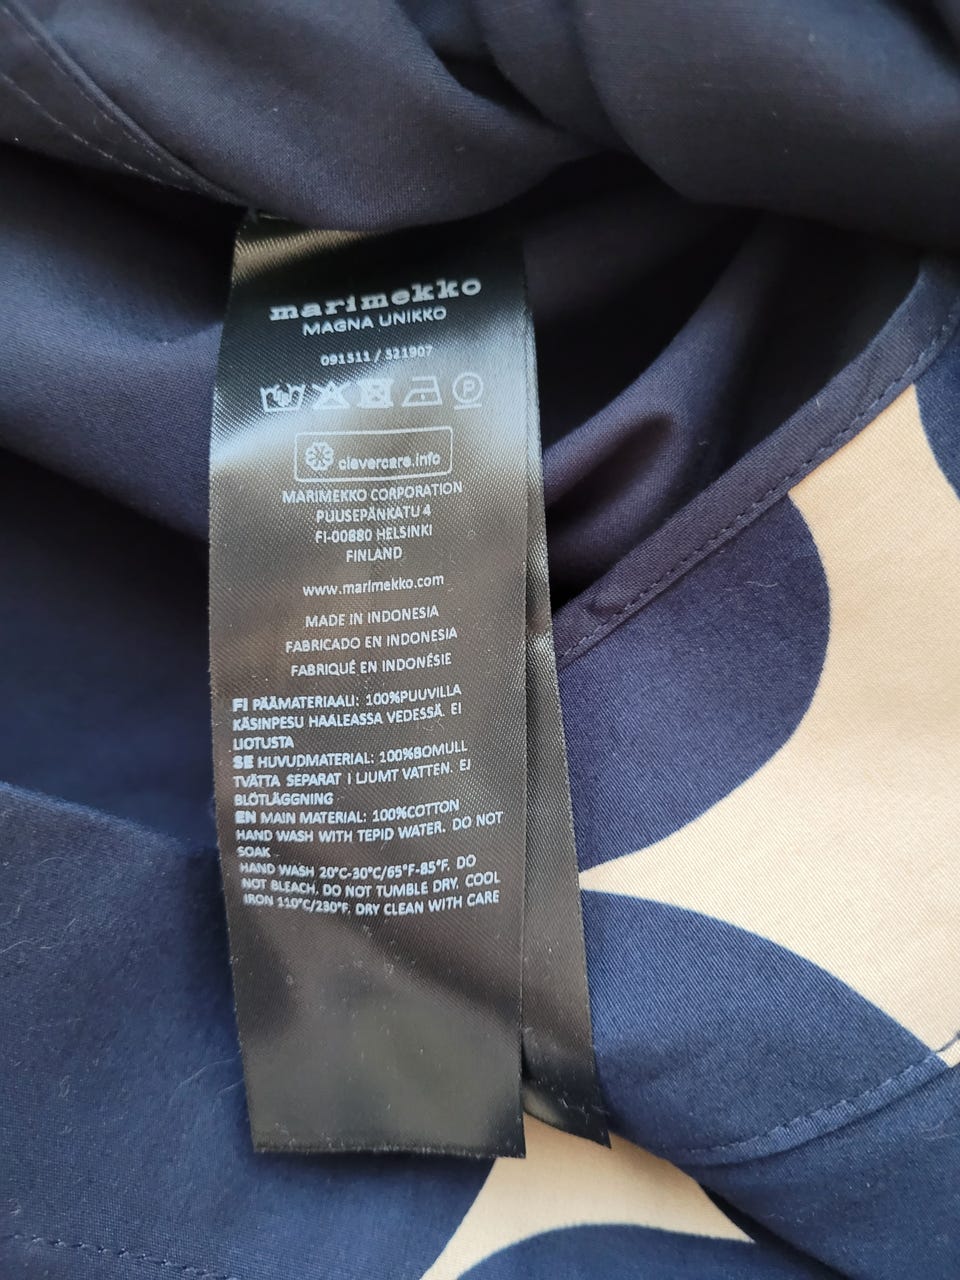 marimekko
MAGNA UNIKKO
091511 / 521907
clevercare.info
MARIMEKKO CORPORATION
PUUSEPÄNKATU 4
FI-00880 HELSINKI
FINLAND
www.marimekko.com
MADE IN INDONESIA
FABRICADO EN INDONESIA
FABRIQUÉ EN INDONÉSIE
FI PÄÄMATERIAALI: 100%PUUVILLA
KÄSINPESU HAALEASSA VEDESSÄ. EI
LIOTUSTA
SE HUVUDMATERIAL: 100%BOMULL
TVÄTTA SEPARAT I LJUMT VATTEN. EJ
BLÖTLÄGGNING
EN MAIN MATERIAL: 100%COTTON
HAND WASH WITH TEPID WATER. DO NOT
SOAK
HAND WASH 20°C-30°C/65°F-85°F. DO
NOT BLEACH. DO NOT TUMBLE DRY. COOL
IRON 110°C/230°F. DRY CLEAN WITH CARE